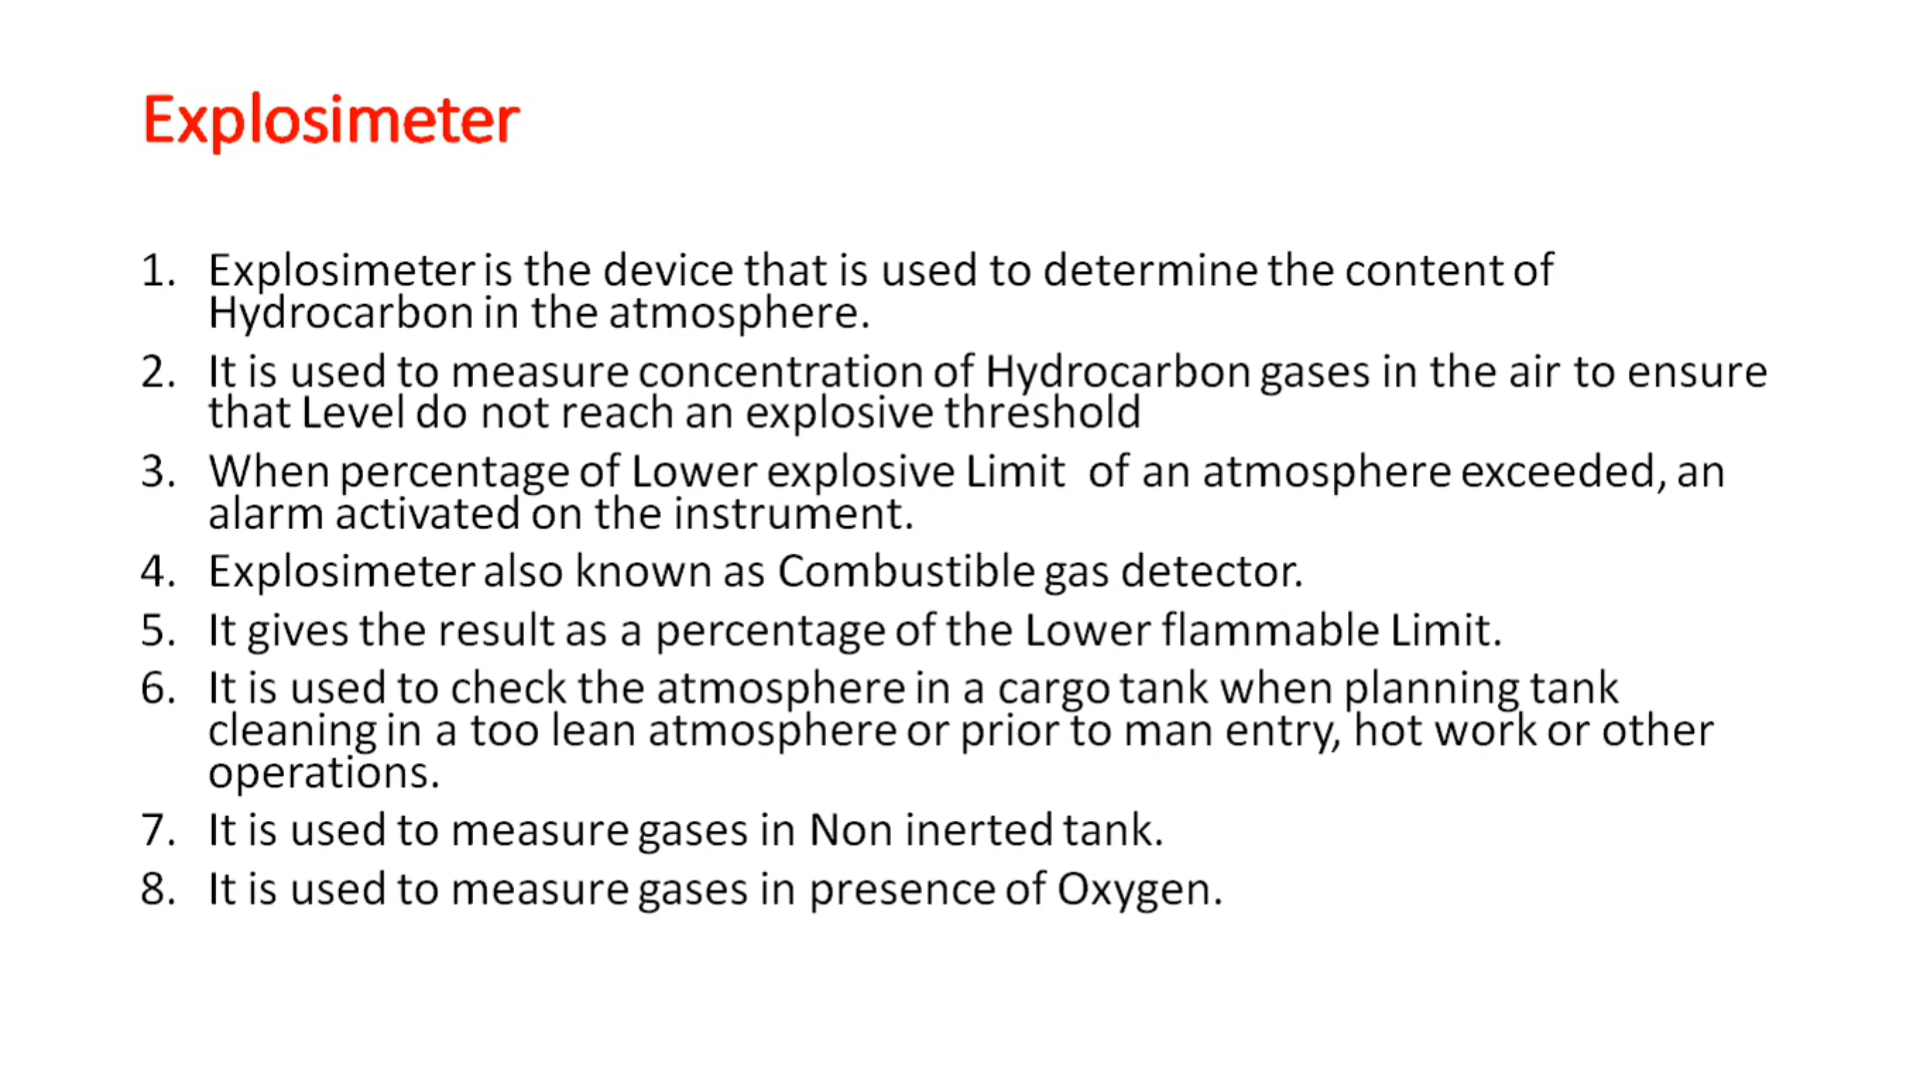 Explosimeter
1. Explosimeter is the device that is used to determine the content of
Hydrocarbon in the atmosphere.
2. It is used to measure concentration of Hydrocarbon gases in the air to ensure
that Level do not reach an explosive threshold
3. When percentage of Lower explosive Limit of an atmosphere exceeded, an
alarm activated on the instrument.
4. Explosimeter also known as Combustible gas detector.
5. It gives the result as a percentage of the Lower flammable Limit.
6. It is used to check the atmosphere in a cargo tank when planning tank
cleaning in a too lean atmosphere or prior to man entry, hot work or other
operations.
7. It is used to measure gases in Non inerted tank.
8. It is used to measure gases in presence of Oxygen.